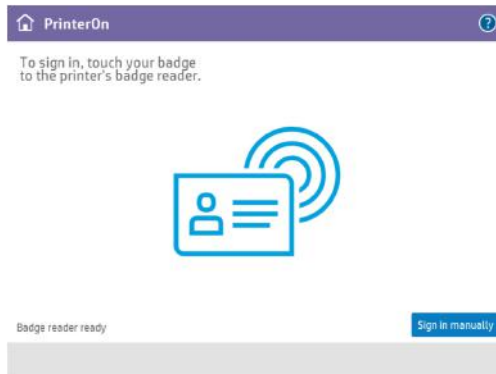 PrinterOn
?
To sign in, touch your badge
to the printer's badge reader.
Badge reader ready
Sign in manually